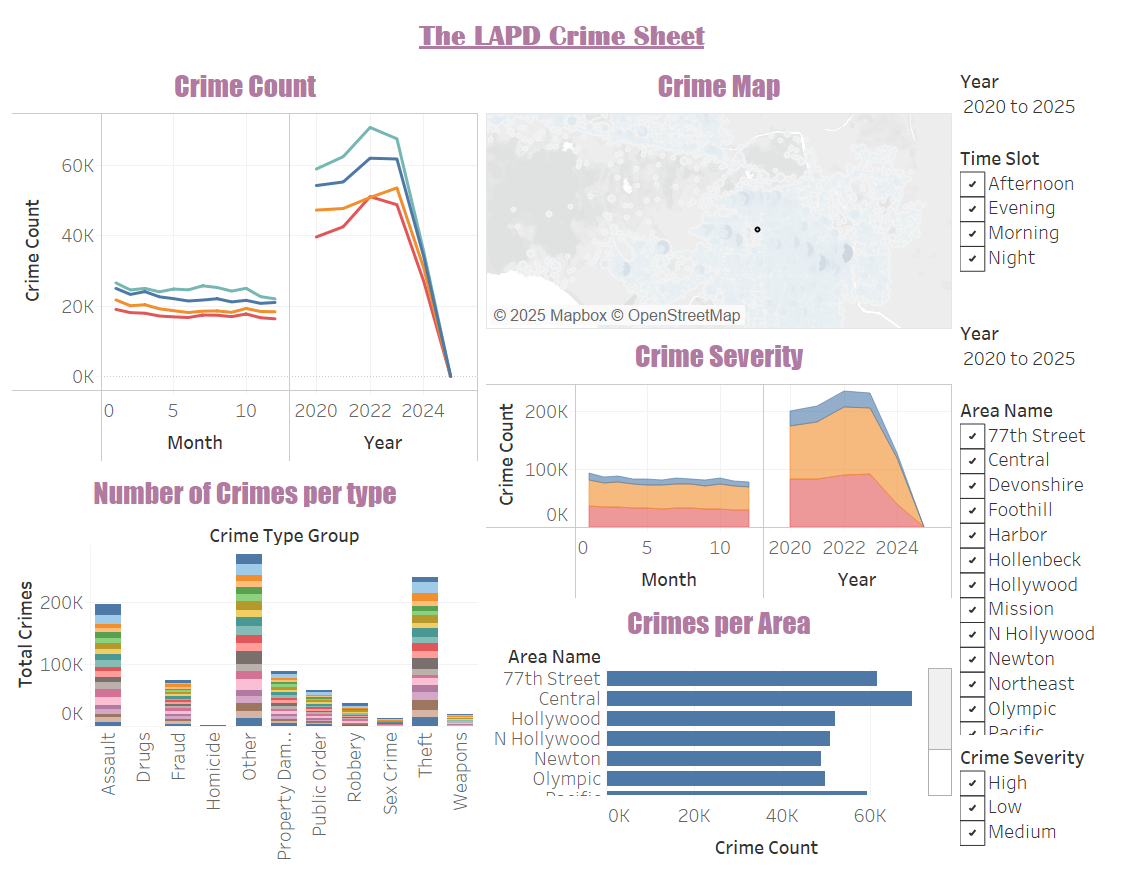 The LAPD Crime Sheet
Crime Count
Crime Count
60K
40K
20K
0K
0
5
10
2020
2022
2024
Month
Year
Crime Map
© 2025 Mapbox © OpenStreetMap
Crime Severity
Crime Count
200K
100K
0K
0
5
10
2020
2022
2024
Month
Year
Number of Crimes per type
Crime Type Group
Total Crimes
200K
100K
0K
Assault
Drugs
Fraud
Homicide
Other
Property Dam..
Public Order
Robbery
Sex Crime
Theft
Weapons
Crimes per Area
Area Name
77th Street
Central
Hollywood
N Hollywood
Newton
Olympic
Pacific
0K
20K
40K
60K
Crime Count
Year
2020 to 2025
Time Slot
Afternoon
Evening
Morning
Night
Year
2020 to 2025
Area Name
77th Street
Central
Devonshire
Foothill
Harbor
Hollenbeck
Hollywood
Mission
N Hollywood
Newton
Northeast
Olympic
Pacific
Crime Severity
High
Low
Medium